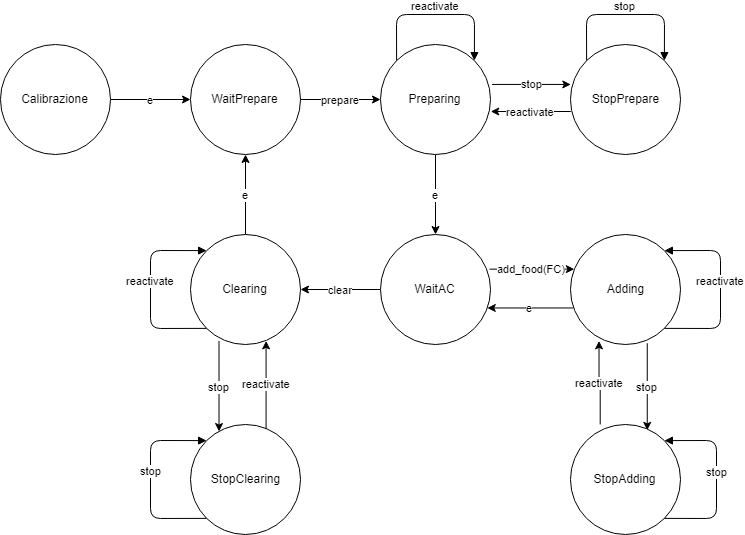 reactivate
stop
Calibrazione
e
WaitPrepare
prepare
Preparing
stop
reactivate
StopPrepare
e
e
reactivate
Clearing
clear
WaitAC
add_food(FC)
e
Adding
reactivate
stop
reactivate
reactivate
stop
stop
StopClearing
StopAdding
stop